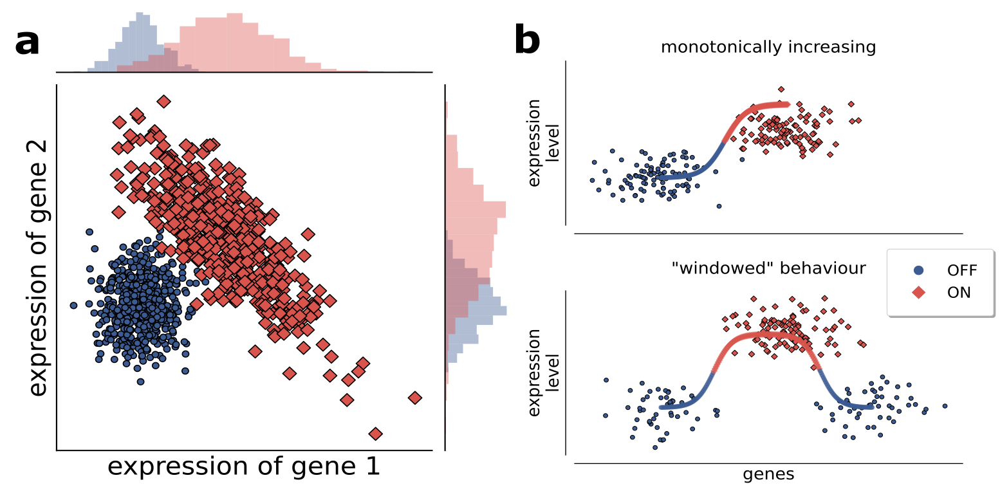 a
expression of gene 2
expression of gene 1
b
monotonically increasing
expression
level
"windowed" behaviour
OFF
ON
expression
level
genes